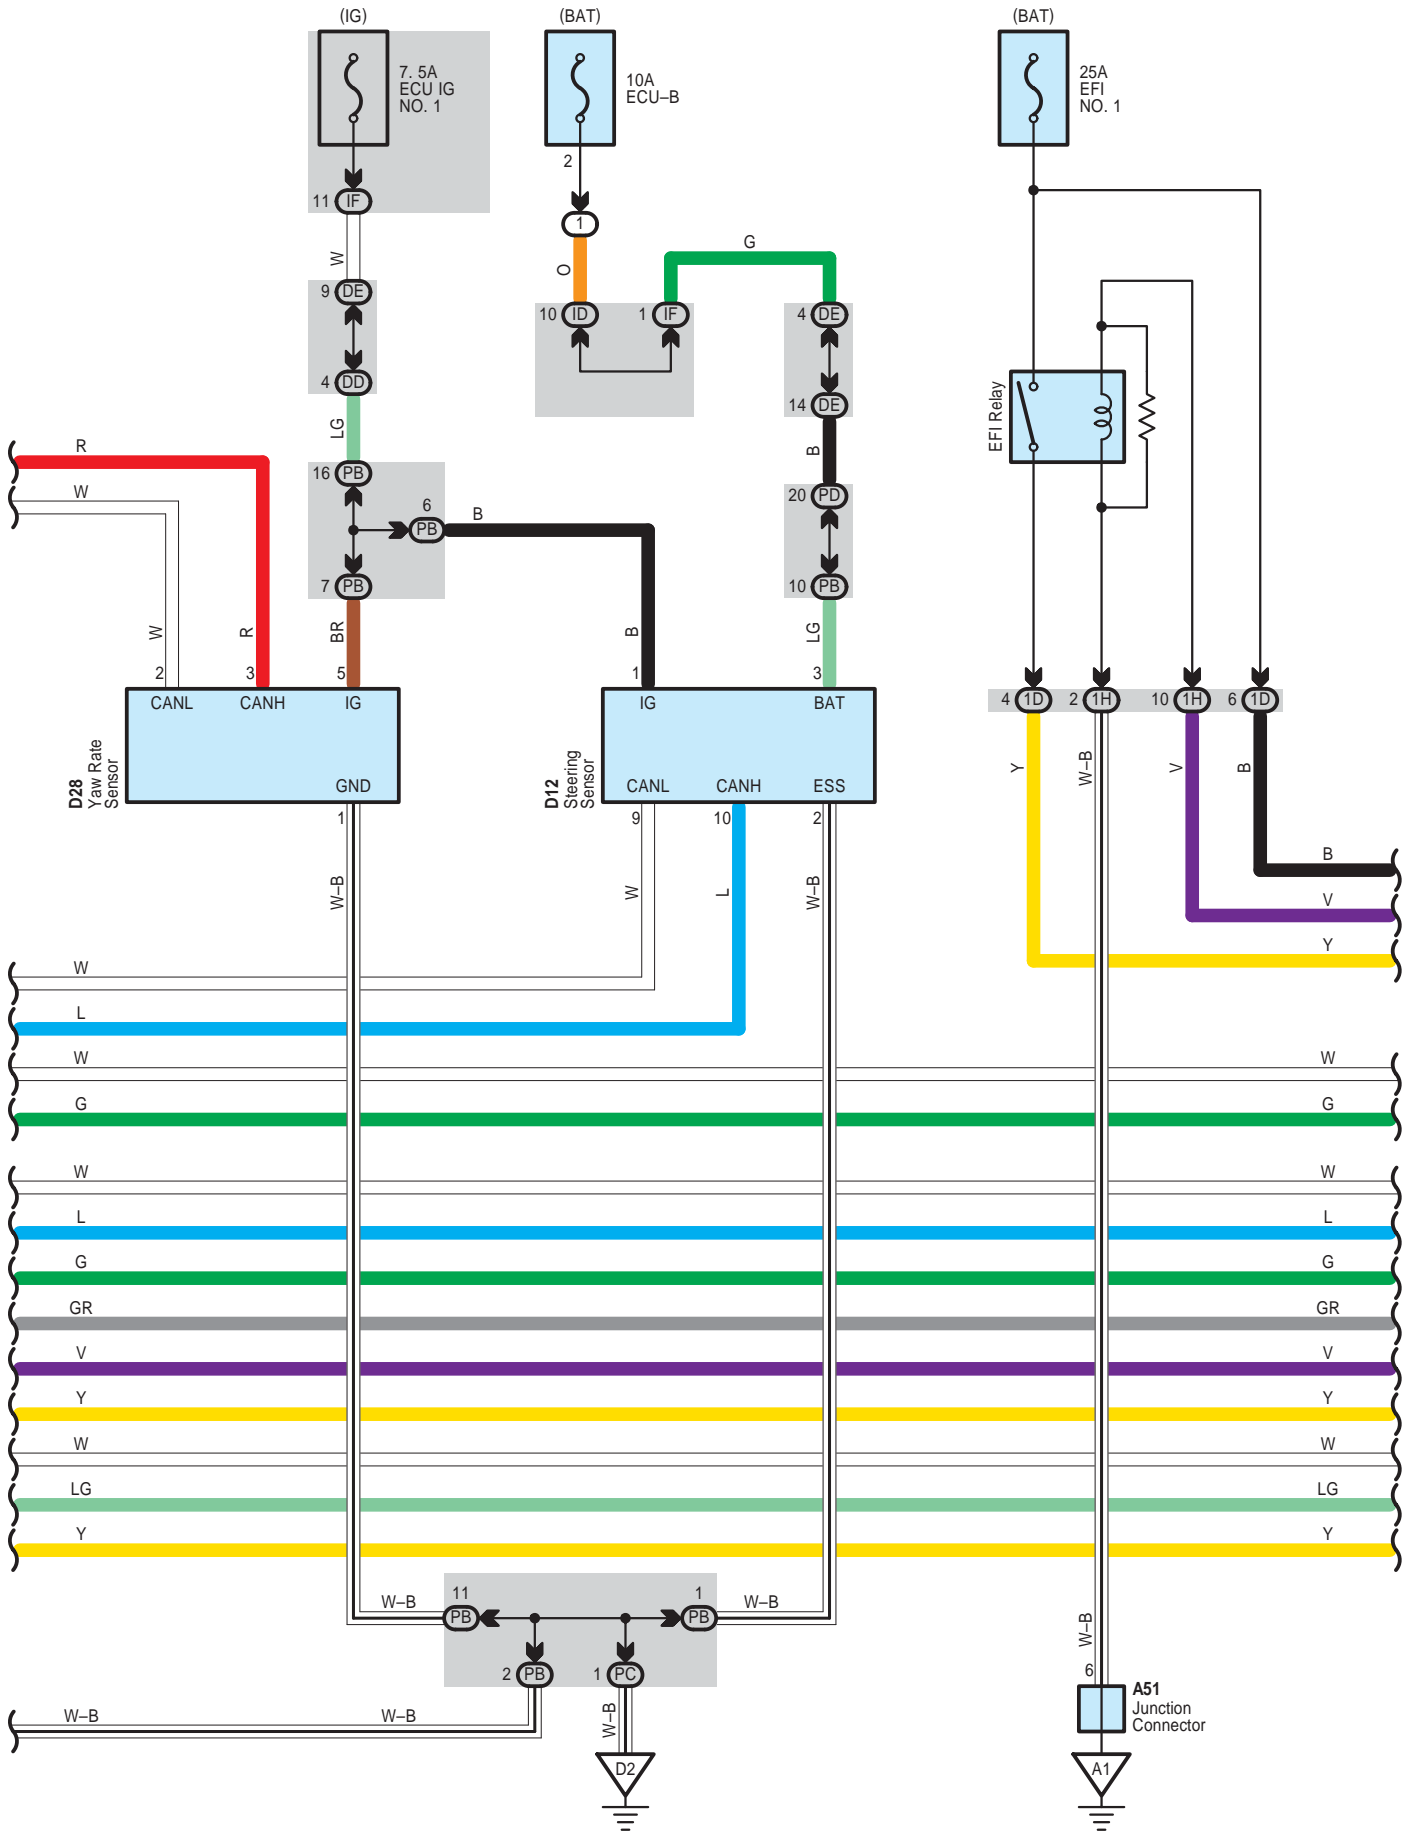 (IG)
(BAT)
(BAT)
7. 5A
ECU IG
NO. 1
10A
ECU–B
25A
EFI
NO. 1
2
11 IF
1
W
O
G
9 DE
10 ID
1 IF
4 DE
4 DD
14 DE
EFI Relay
LG
B
R
W
16 PB
6
PB
B
20 PD
7 PB
10 PB
W
R
BR
B
LG
2
3
5
1
3
CANL
CANH
IG
IG
BAT
4 1D
2 1H
10 1H
6 1D
D28
Yaw Rate
Sensor
GND
D12
Steering
Sensor
CANL
CANH
ESS
Y
W–B
V
B
1
9
10
2
W–B
W
L
W–B
B
V
Y
W
L
W
W
G
G
W
W
L
L
G
G
GR
GR
V
V
Y
Y
W
W
LG
LG
Y
Y
W–B
11
PB
1
PB
W–B
W–B
2 PB
1 PC
6
A51
Junction
Connector
W–B
W–B
W–B
D2
A1